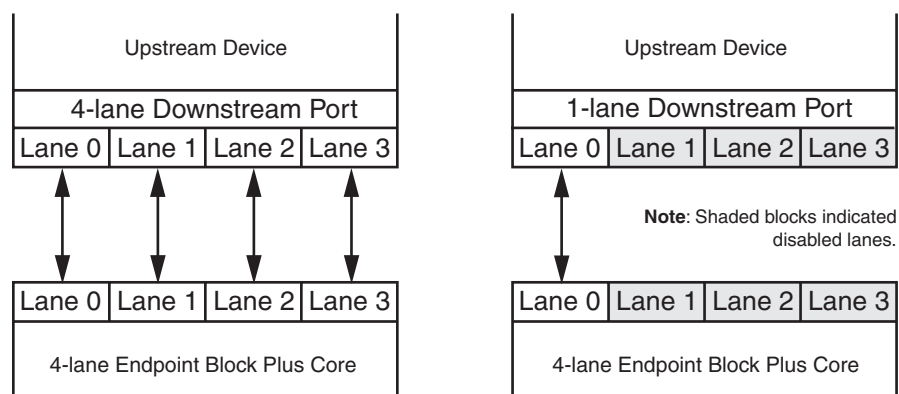 Upstream Device
4-lane Downstream Port
Lane 0 Lane 1 Lane 2 Lane 3
Lane 0 Lane 1 Lane 2 Lane 3
4-lane Endpoint Block Plus Core
Upstream Device
1-lane Downstream Port
Lane 0 Lane 1 Lane 2 Lane 3
Note: Shaded blocks indicated
disabled lanes.
Lane 0 Lane 1 Lane 2 Lane 3
4-lane Endpoint Block Plus Core